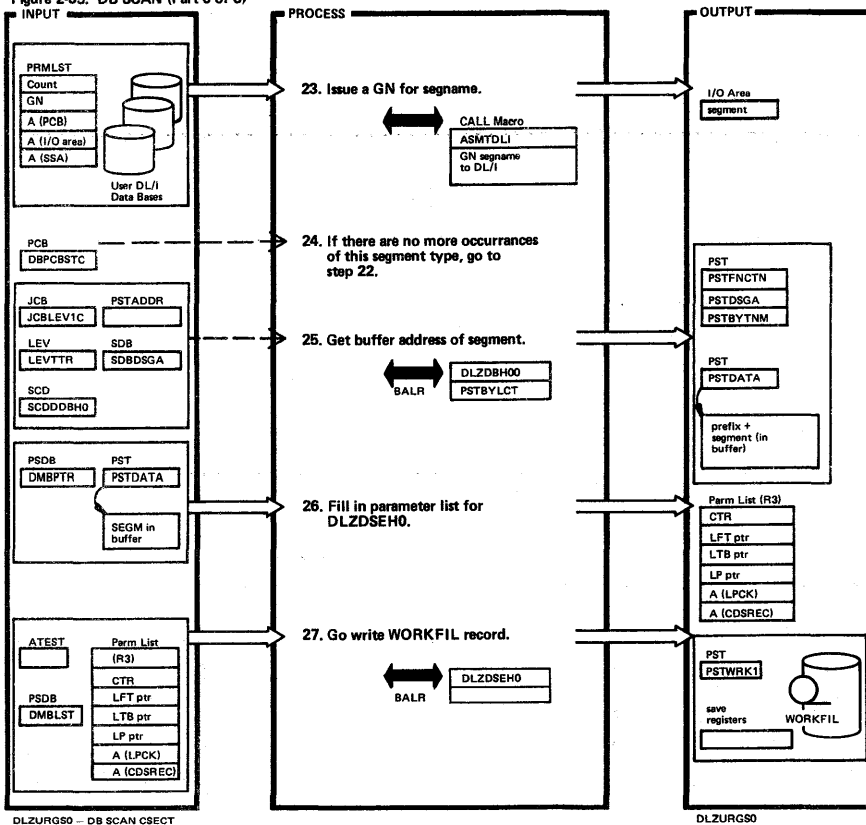 Figure 2-63. DB SCAN (Part 6 of 8)
INPUT
PRMLST
Count
GN
A (PCB)
A (I/O area)
A (SSA)
User DL/I
Data Bases
PCB
DBPCBSTC
JCB
JCBLEV1C
PSTADDR
LEV
LEVTTR
SDB
SDBDSGA
SCD
SCDDDBH0
PSDB
DMBPTR
PST
PSTDATA
SEGM in
buffer
ATEST
PSDB
DMBLST
Parm List
(R3)
CTR
LFT ptr
LTB ptr
LP ptr
A (LPCK)
A (CDSREC)
DLZURGS0 – DB SCAN CSECT
PROCESS
23. Issue a GN for segname.
CALL Macro
ASMTDLI
GN segname
to DL/I
24. If there are no more occurrances
of this segment type, go to
step 22.
25. Get buffer address of segment.
BALR
DLZDBH00
PSTBYLCT
26. Fill in parameter list for
DLZDSEH0.
27. Go write WORKFIL record.
BALR
DLZDSEH0
OUTPUT
I/O Area
segment
PST
PSTFNCTN
PSTDSGA
PSTBYTNM
PST
PSTDATA
prefix +
segment (in
buffer)
Parm List (R3)
CTR
LFT ptr
LTB ptr
LP ptr
A (LPCK)
A (CDSREC)
PST
PSTWRK1
save
registers
WORKFIL
DLZURGS0